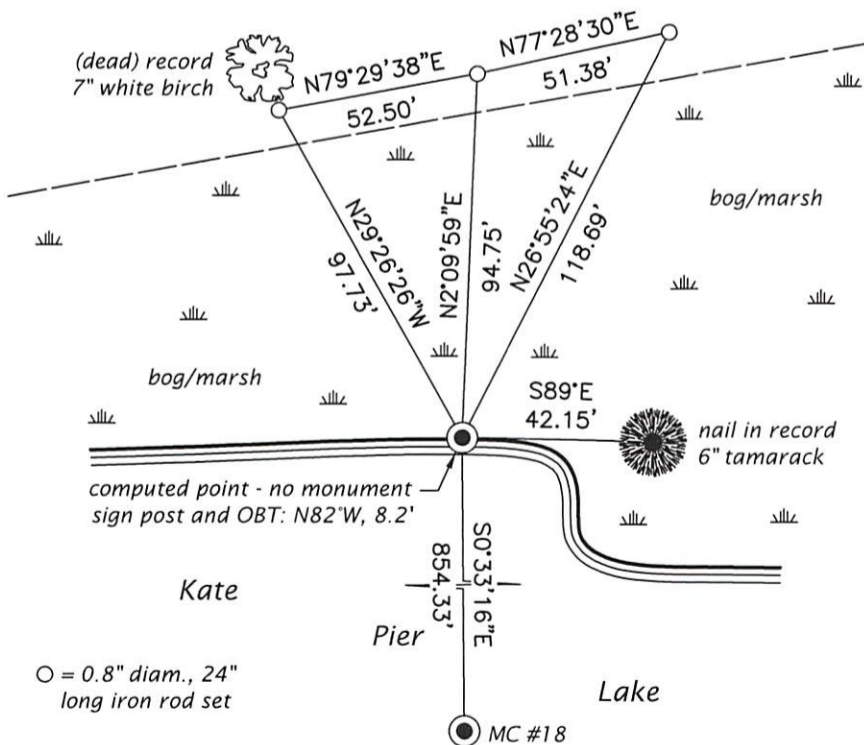 (dead) record
7" white birch
N79°29'38"E
52.50'
N77°28'30"E
51.38'
N29°26'26"W
97.73'
N2°09'59"E
94.75'
N26°55'24"E
118.69'
bog/marsh
bog/marsh
S89°E
42.15'
nail in record
6" tamarack
computed point - no monument
sign post and OBT: N82°W, 8.2'
S0°33'16"E
854.33'
Kate
Pier
Lake
= 0.8" diam., 24"
long iron rod set
MC #18